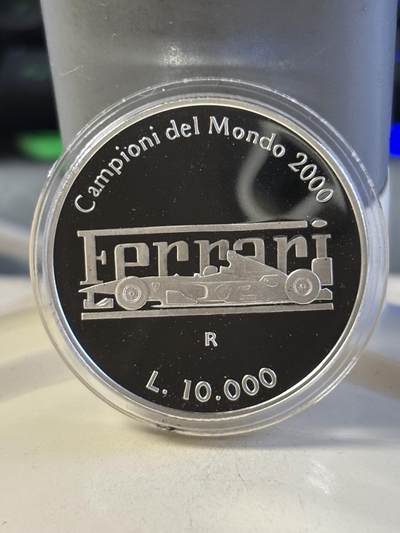 Campioni del Mondo 2000
Ferrari
R
L. 10.000